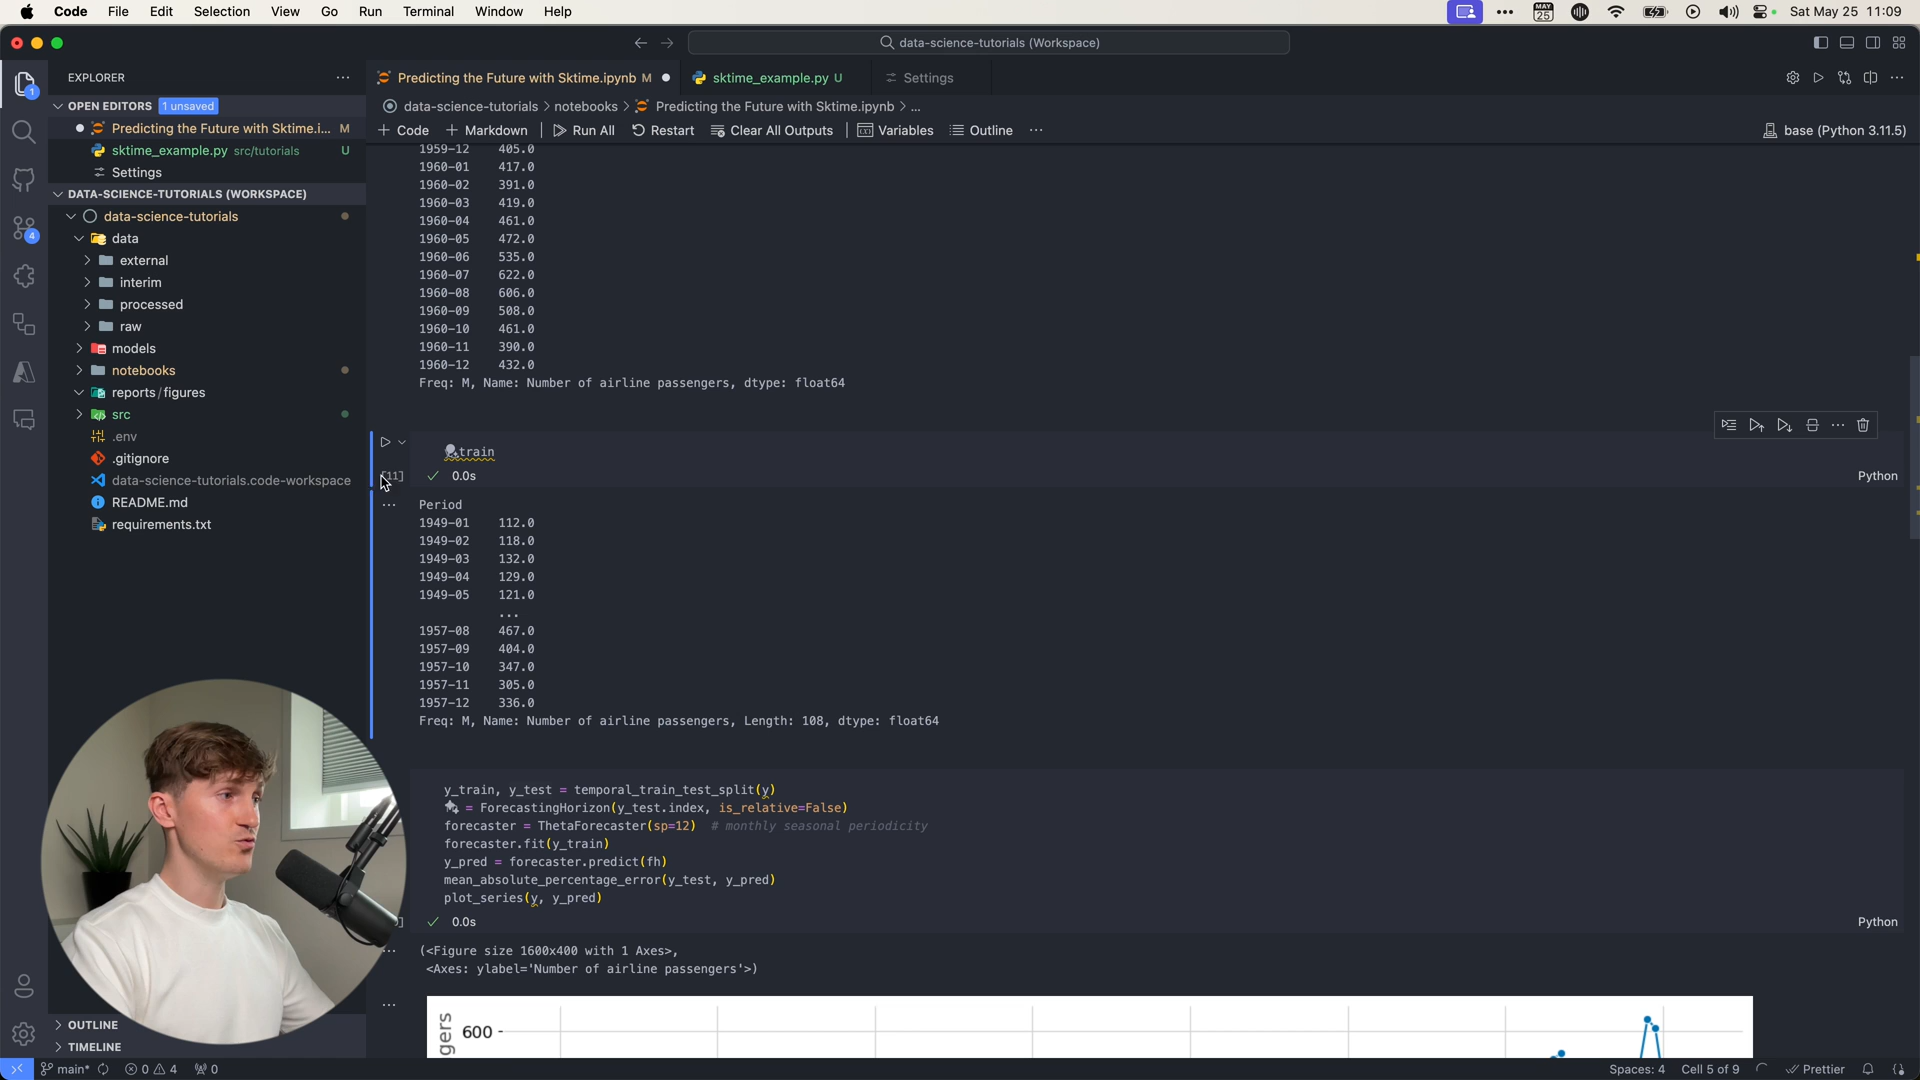 Code File Edit Selection View Go Run Terminal Window Help
MAY 25
Sat May 25 11:09
data-science-tutorials (Workspace)
EXPLORER
1
OPEN EDITORS 1 unsaved
Predicting the Future with Sktime.i... M
sktime_example.py src/tutorials U
Settings
DATA-SCIENCE-TUTORIALS (WORKSPACE)
data-science-tutorials
data
4
external
interim
processed
raw
models
notebooks
reports/figures
src
.env
.gitignore
data-science-tutorials.code-workspace
README.md
requirements.txt
OUTLINE
TIMELINE
Predicting the Future with Sktime.ipynb M
sktime_example.py U
Settings
data-science-tutorials > notebooks > Predicting the Future with Sktime.ipynb > ...
+ Code + Markdown Run All Restart Clear All Outputs Variables Outline ...
base (Python 3.11.5)
1959-12 405.0
1960-01 417.0
1960-02 391.0
1960-03 419.0
1960-04 461.0
1960-05 472.0
1960-06 535.0
1960-07 622.0
1960-08 606.0
1960-09 508.0
1960-10 461.0
1960-11 390.0
1960-12 432.0
Freq: M, Name: Number of airline passengers, dtype: float64
train
[11] 0.0s Python
Period
1949-01 112.0
1949-02 118.0
1949-03 132.0
1949-04 129.0
1949-05 121.0
...
1957-08 467.0
1957-09 404.0
1957-10 347.0
1957-11 305.0
1957-12 336.0
Freq: M, Name: Number of airline passengers, Length: 108, dtype: float64
y_train, y_test = temporal_train_test_split(y)
= ForecastingHorizon(y_test.index, is_relative=False)
forecaster = ThetaForecaster(sp=12) # monthly seasonal periodicity
forecaster.fit(y_train)
y_pred = forecaster.predict(fh)
mean_absolute_percentage_error(y_test, y_pred)
plot_series(y, y_pred)
0.0s Python
(<Figure size 1600x400 with 1 Axes>,
<Axes: ylabel='Number of airline passengers'>)
600
gers
main* 0 4 0
Spaces: 4 Cell 5 of 9 Prettier